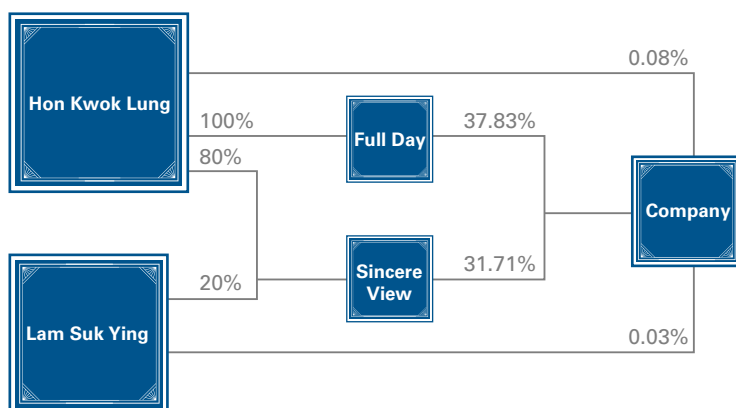 0.08%
Hon Kwok Lung
100%
Full Day
37.83%
80%
Company
Sincere
View
31.71%
20%
Lam Suk Ying
0.03%